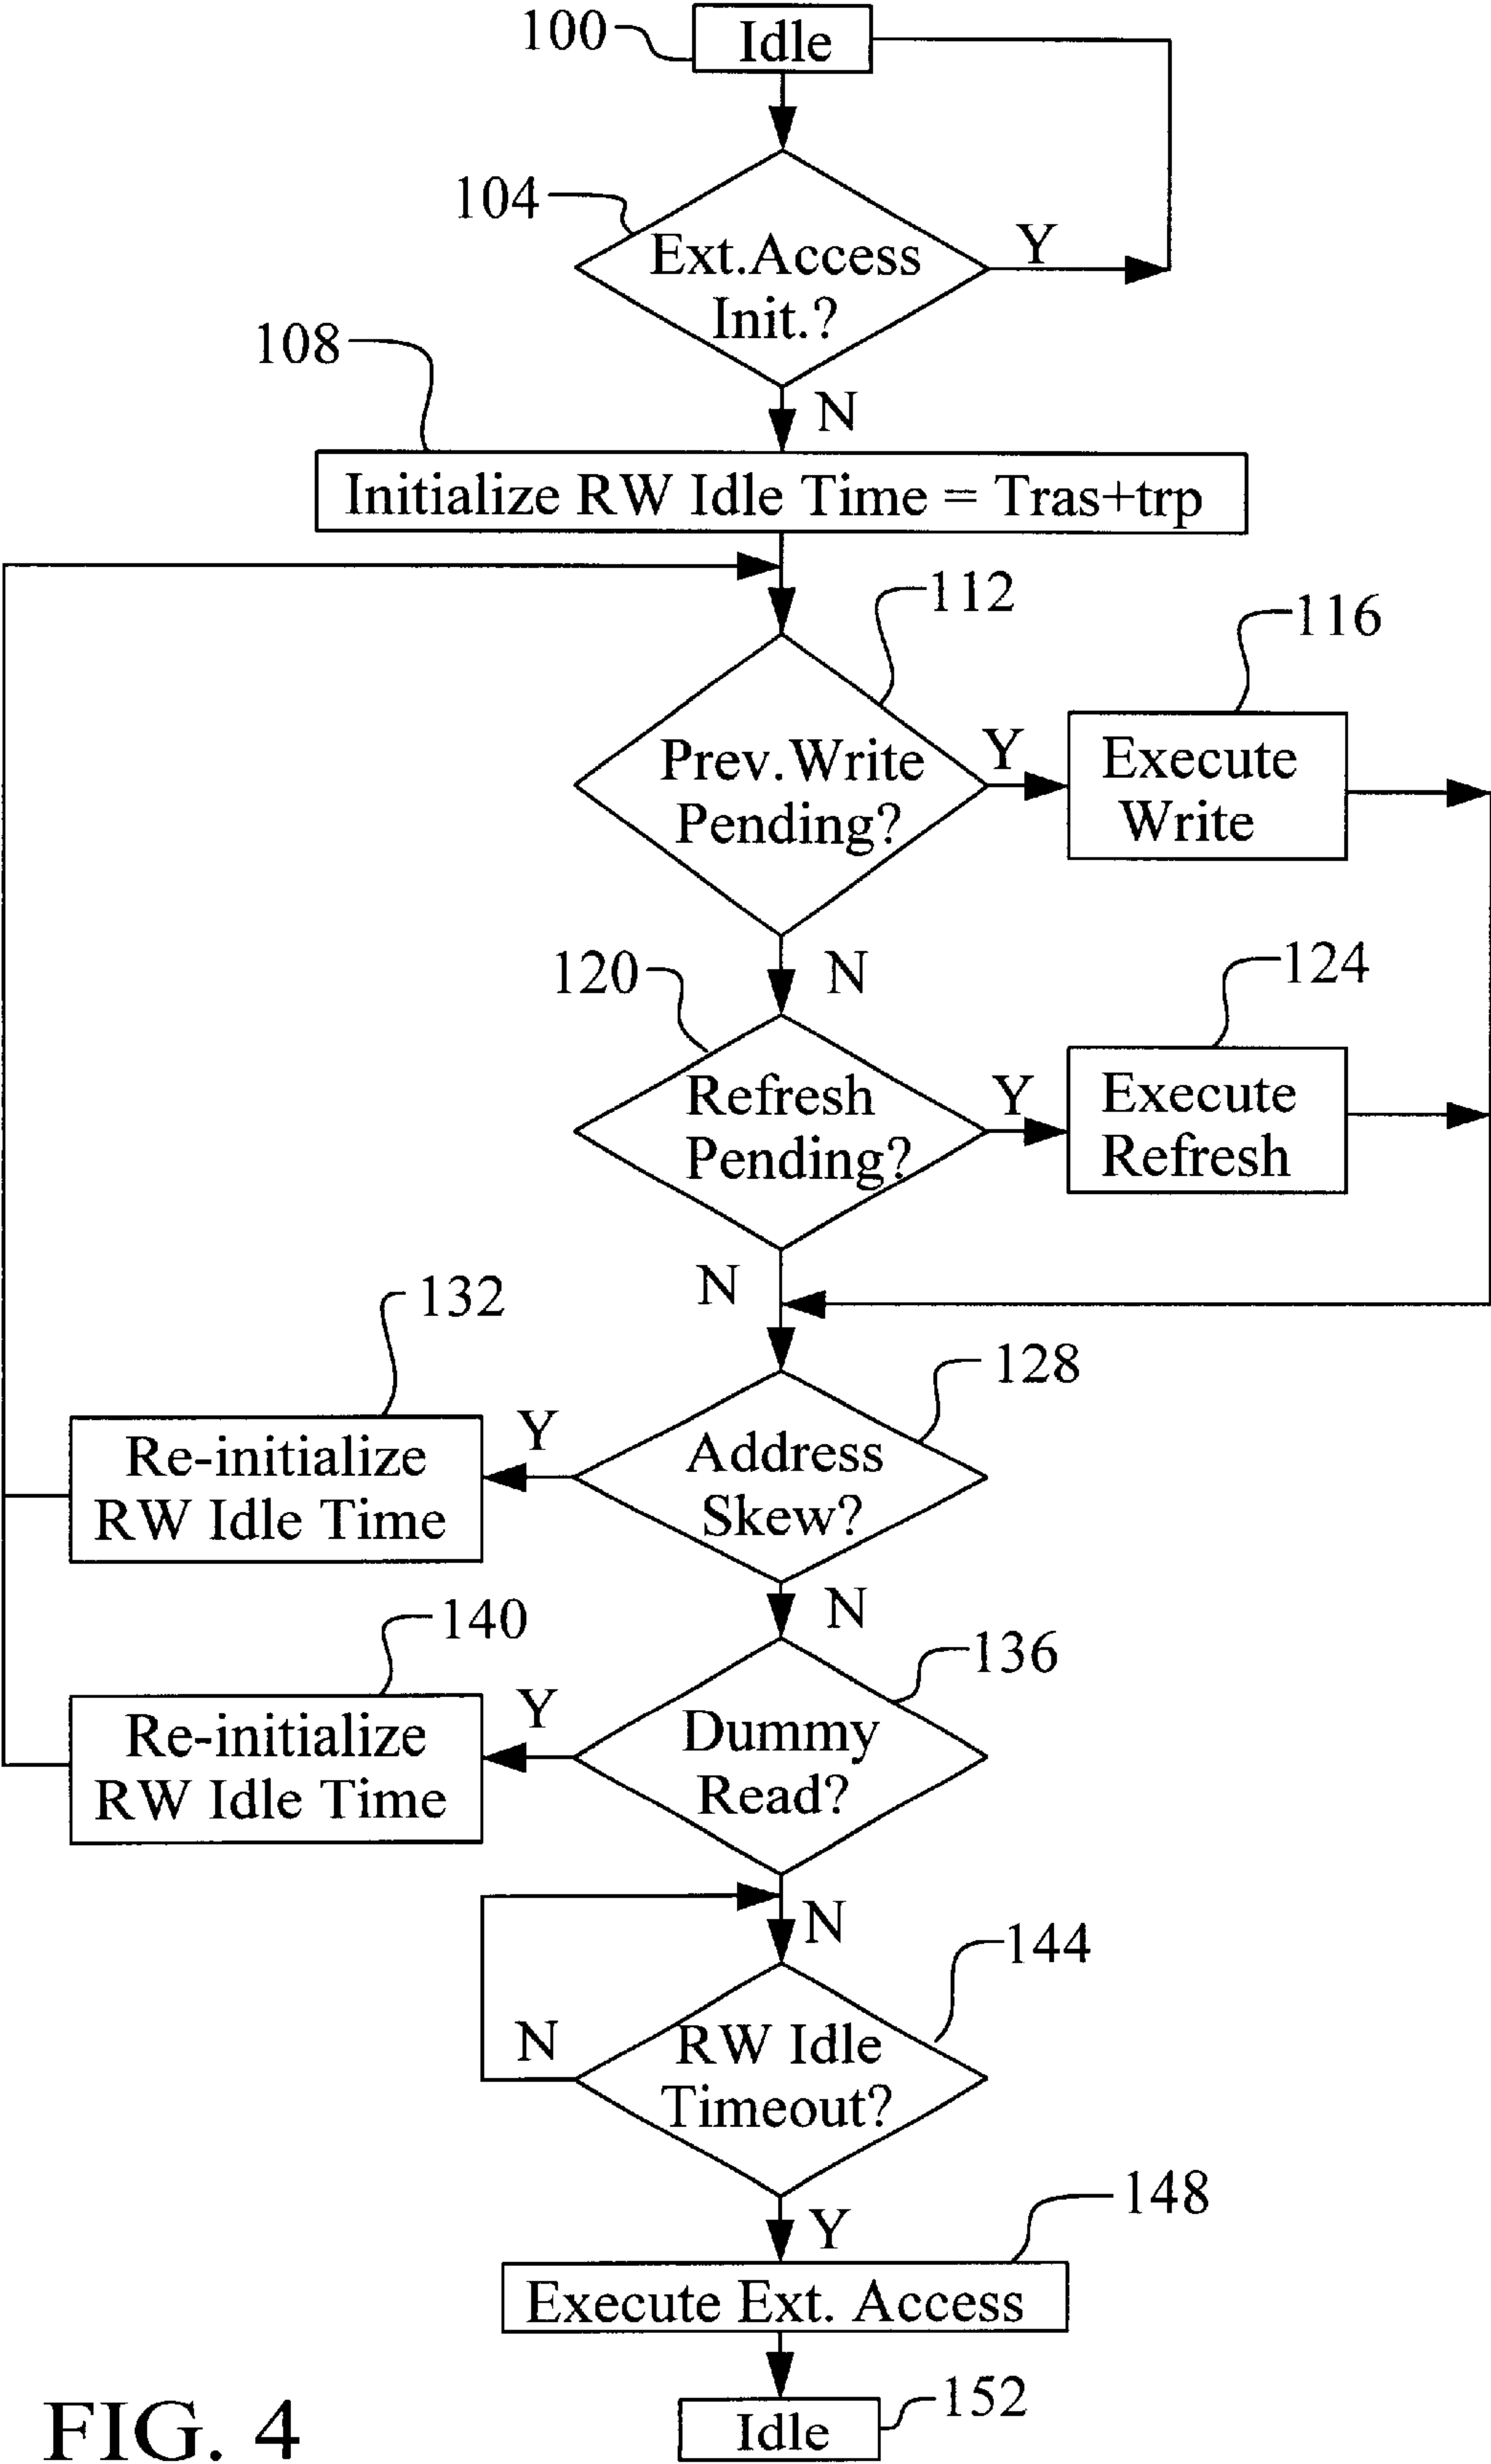 100
Idle
104
Ext.Access
Init.?
Y
108
N
Initialize RW Idle Time = Tras+trp
112
116
Prev.Write
Pending?
Y
Execute
Write
120
N
124
Refresh
Pending?
Y
Execute
Refresh
132
N
128
Re-initialize
RW Idle Time
Y
Address
Skew?
140
N
136
Re-initialize
RW Idle Time
Y
Dummy
Read?
N
144
N
RW Idle
Timeout?
148
Y
Execute Ext. Access
152
Idle
FIG. 4